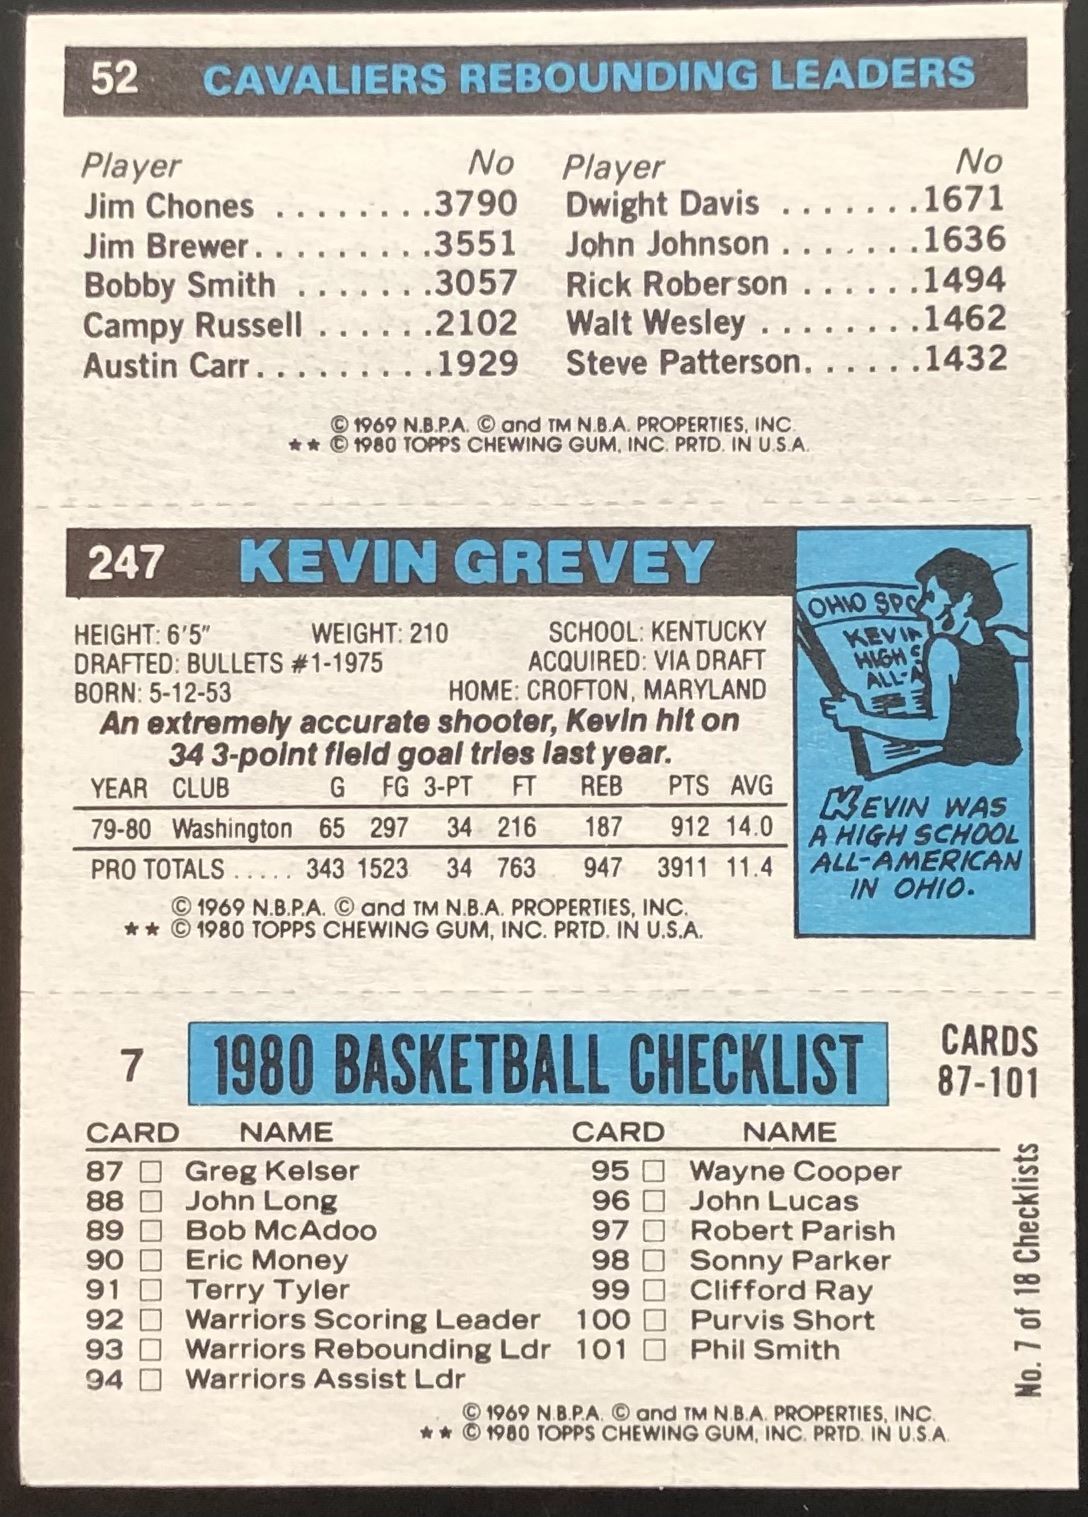 52 CAVALIERS REBOUNDING LEADERS
Player No Player No
Jim Chones ........3790 Dwight Davis .......1671
Jim Brewer.........3551 John Johnson .......1636
Bobby Smith .......3057 Rick Roberson ......1494
Campy Russell ......2102 Walt Wesley ........1462
Austin Carr.........1929 Steve Patterson......1432
© 1969 N.B.P.A. © and TM N.B.A. PROPERTIES, INC.
★★ © 1980 TOPPS CHEWING GUM, INC. PRTD. IN U.S.A.
247 KEVIN GREVEY
HEIGHT: 6'5" WEIGHT: 210 SCHOOL: KENTUCKY
DRAFTED: BULLETS #1-1975 ACQUIRED: VIA DRAFT
BORN: 5-12-53 HOME: CROFTON, MARYLAND
An extremely accurate shooter, Kevin hit on
34 3-point field goal tries last year.
YEAR CLUB G FG 3-PT FT REB PTS AVG
79-80 Washington 65 297 34 216 187 912 14.0
PRO TOTALS ..... 343 1523 34 763 947 3911 11.4
© 1969 N.B.P.A. © and TM N.B.A. PROPERTIES, INC.
★★ © 1980 TOPPS CHEWING GUM, INC. PRTD. IN U.S.A.
OHIO SPO
KEVIN
HIGH S
ALL-A
KEVIN WAS
A HIGH SCHOOL
ALL-AMERICAN
IN OHIO.
7 1980 BASKETBALL CHECKLIST CARDS
87-101
CARD NAME CARD NAME
87 □ Greg Kelser 95 □ Wayne Cooper
88 □ John Long 96 □ John Lucas
89 □ Bob McAdoo 97 □ Robert Parish
90 □ Eric Money 98 □ Sonny Parker
91 □ Terry Tyler 99 □ Clifford Ray
92 □ Warriors Scoring Leader 100 □ Purvis Short
93 □ Warriors Rebounding Ldr 101 □ Phil Smith
94 □ Warriors Assist Ldr
No. 7 of 18 Checklists
© 1969 N.B.P.A. © and TM N.B.A. PROPERTIES, INC.
★★ © 1980 TOPPS CHEWING GUM, INC. PRTD. IN U.S.A.